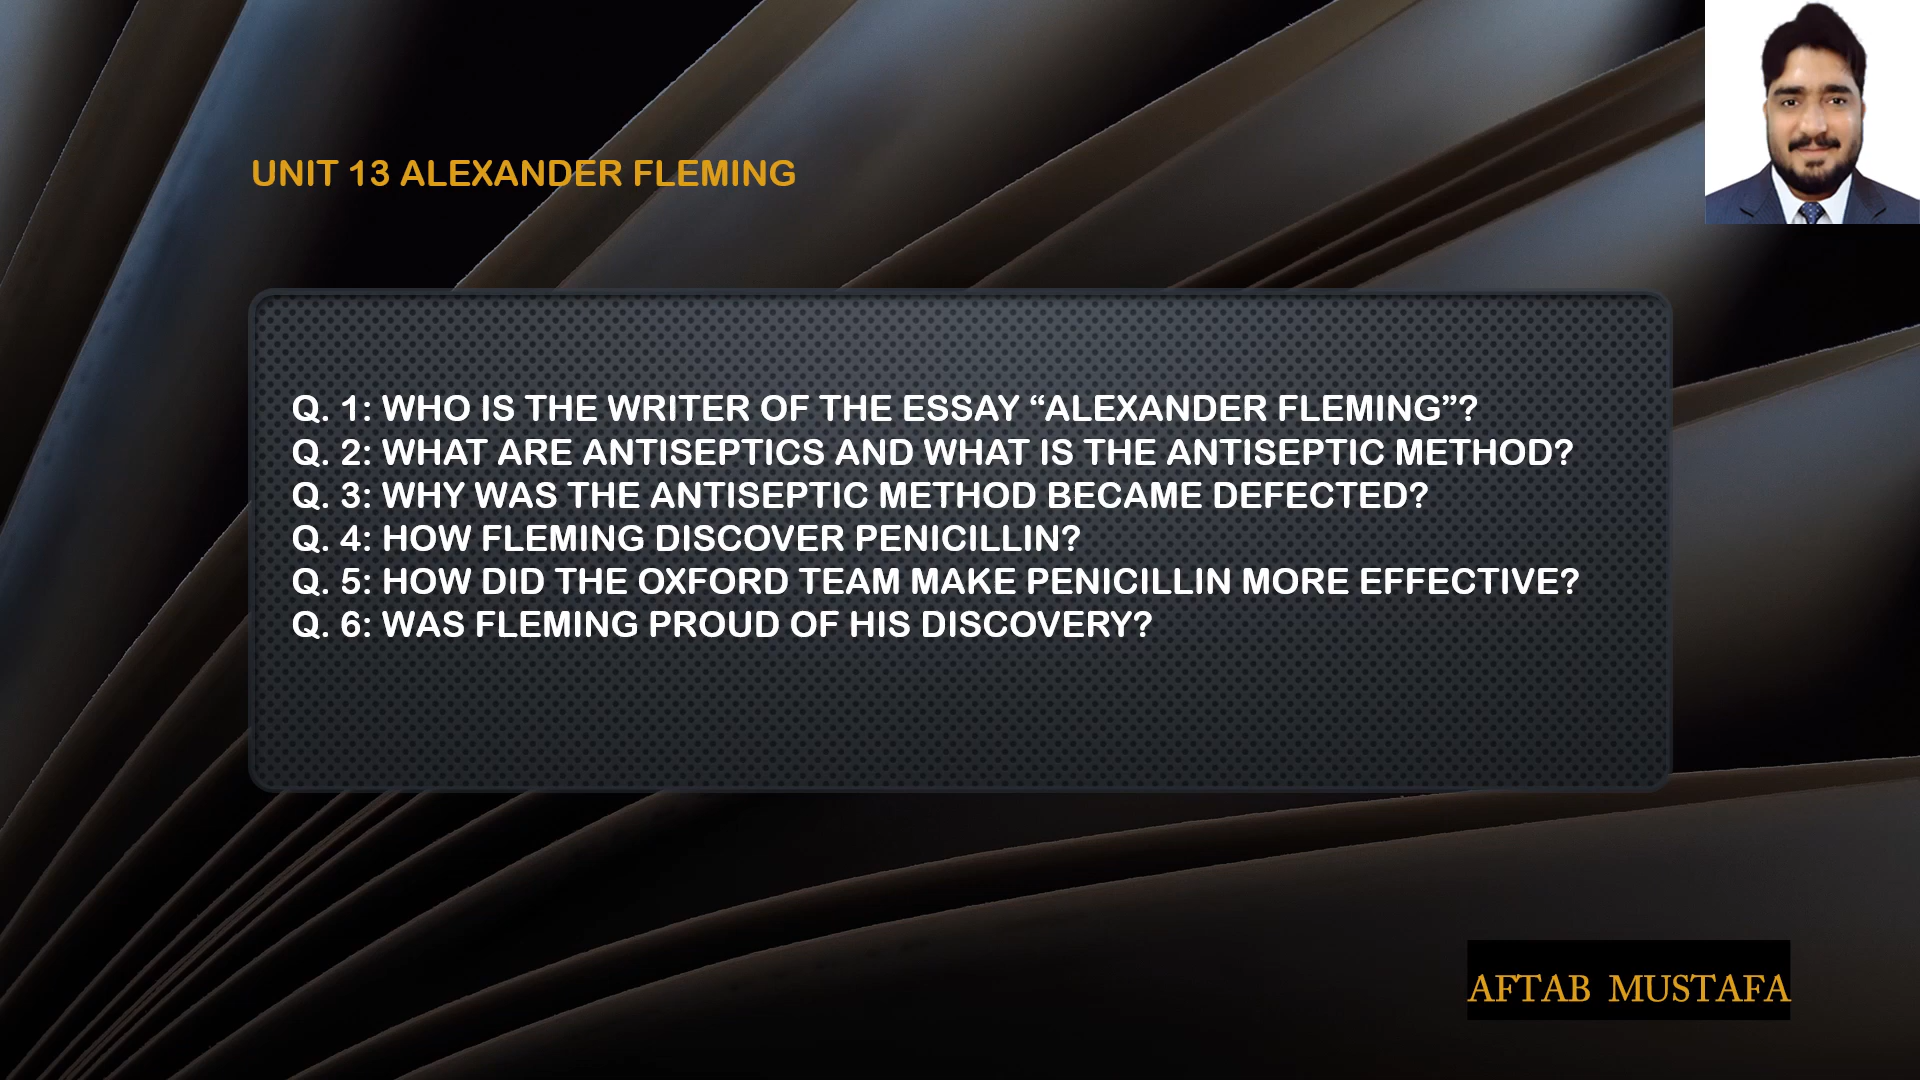 UNIT 13 ALEXANDER FLEMING
Q. 1: WHO IS THE WRITER OF THE ESSAY “ALEXANDER FLEMING”?
Q. 2: WHAT ARE ANTISEPTICS AND WHAT IS THE ANTISEPTIC METHOD?
Q. 3: WHY WAS THE ANTISEPTIC METHOD BECAME DEFECTED?
Q. 4: HOW FLEMING DISCOVER PENICILLIN?
Q. 5: HOW DID THE OXFORD TEAM MAKE PENICILLIN MORE EFFECTIVE?
Q. 6: WAS FLEMING PROUD OF HIS DISCOVERY?
AFTAB MUSTAFA